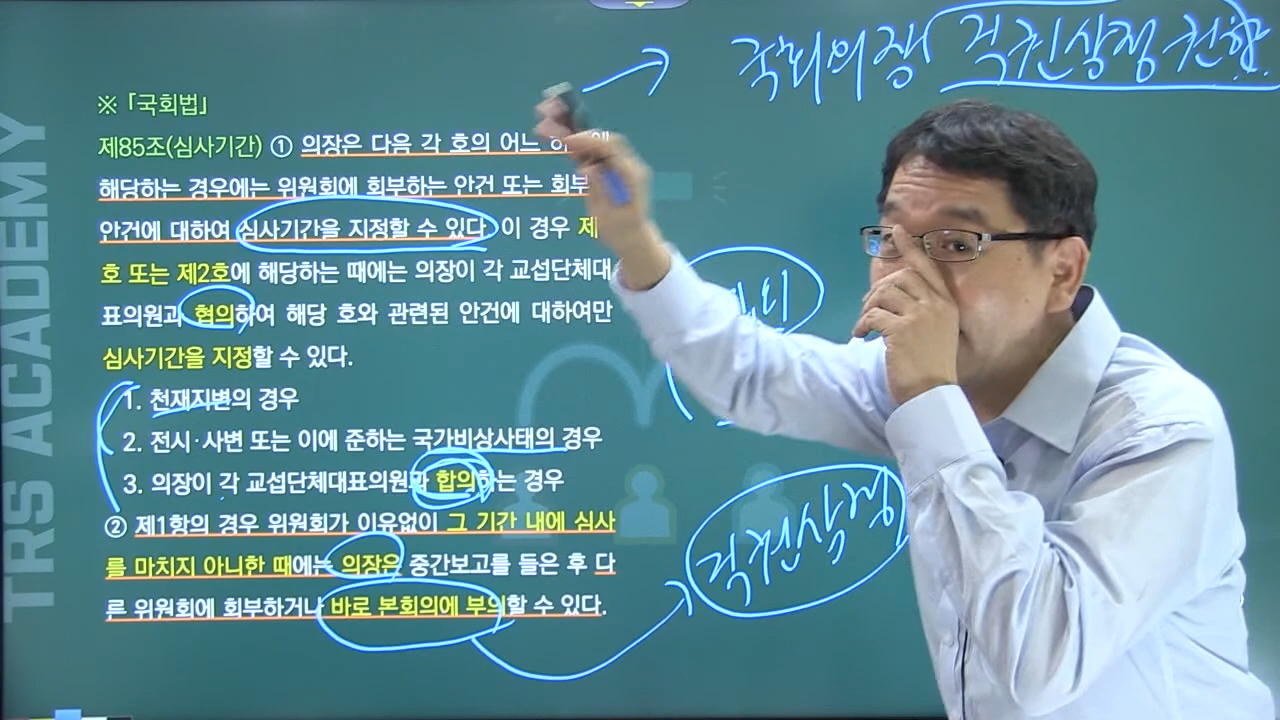 국회의장 직권상정 권한
※ 「국회법」
제85조(심사기간) ① 의장은 다음 각 호의 어느
해당하는 경우에는 위원회에 회부하는 안건 또는 회부
안건에 대하여 심사기간을 지정할 수 있다. 이 경우 제
호 또는 제2호에 해당하는 때에는 의장이 각 교섭단체대
표의원과 협의하여 해당 호와 관련된 안건에 대하여만
심사기간을 지정할 수 있다.
1. 천재지변의 경우
2. 전시·사변 또는 이에 준하는 국가비상사태의 경우
3. 의장이 각 교섭단체대표의원과 합의하는 경우
② 제1항의 경우 위원회가 이유없이 그 기간 내에 심사
를 마치지 아니한 때에는 의장은 중간보고를 들은 후 다
른 위원회에 회부하거나 바로 본회의에 부의할 수 있다.
직권상정
TRS ACADEMY